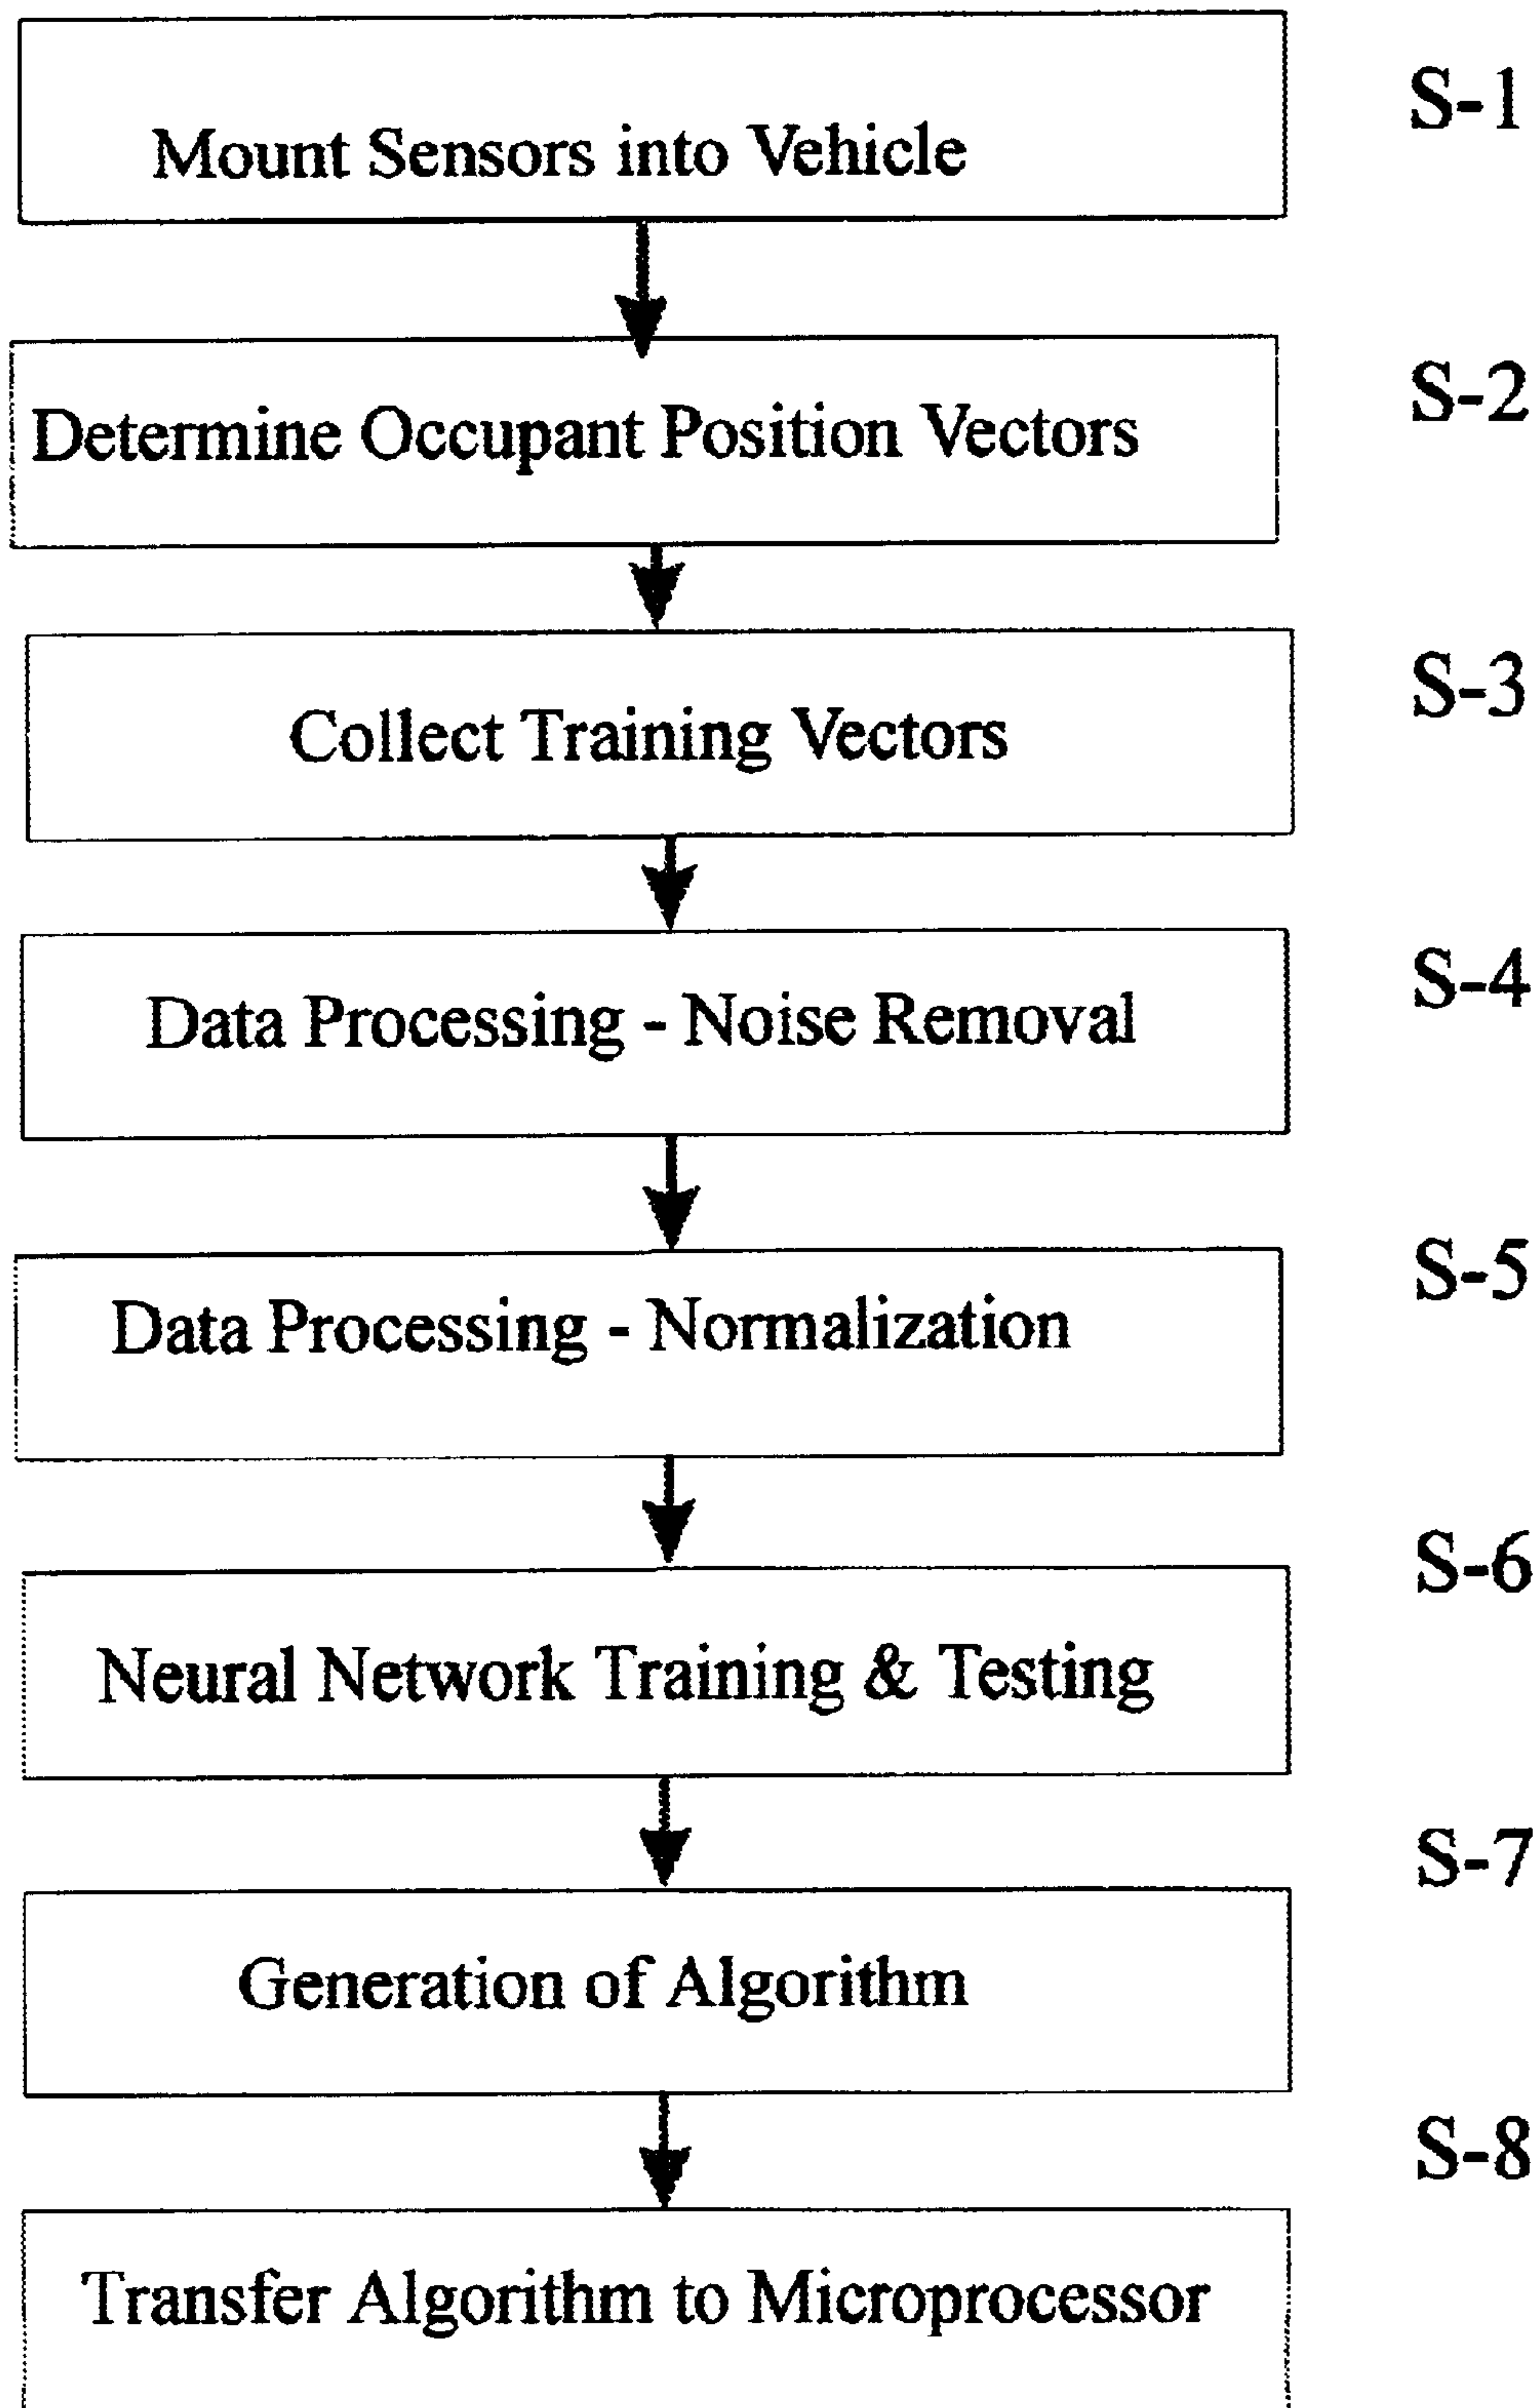 S-1
Mount Sensors into Vehicle
S-2
Determine Occupant Position Vectors
S-3
Collect Training Vectors
S-4
Data Processing - Noise Removal
S-5
Data Processing - Normalization
S-6
Neural Network Training & Testing
S-7
Generation of Algorithm
S-8
Transfer Algorithm to Microprocessor